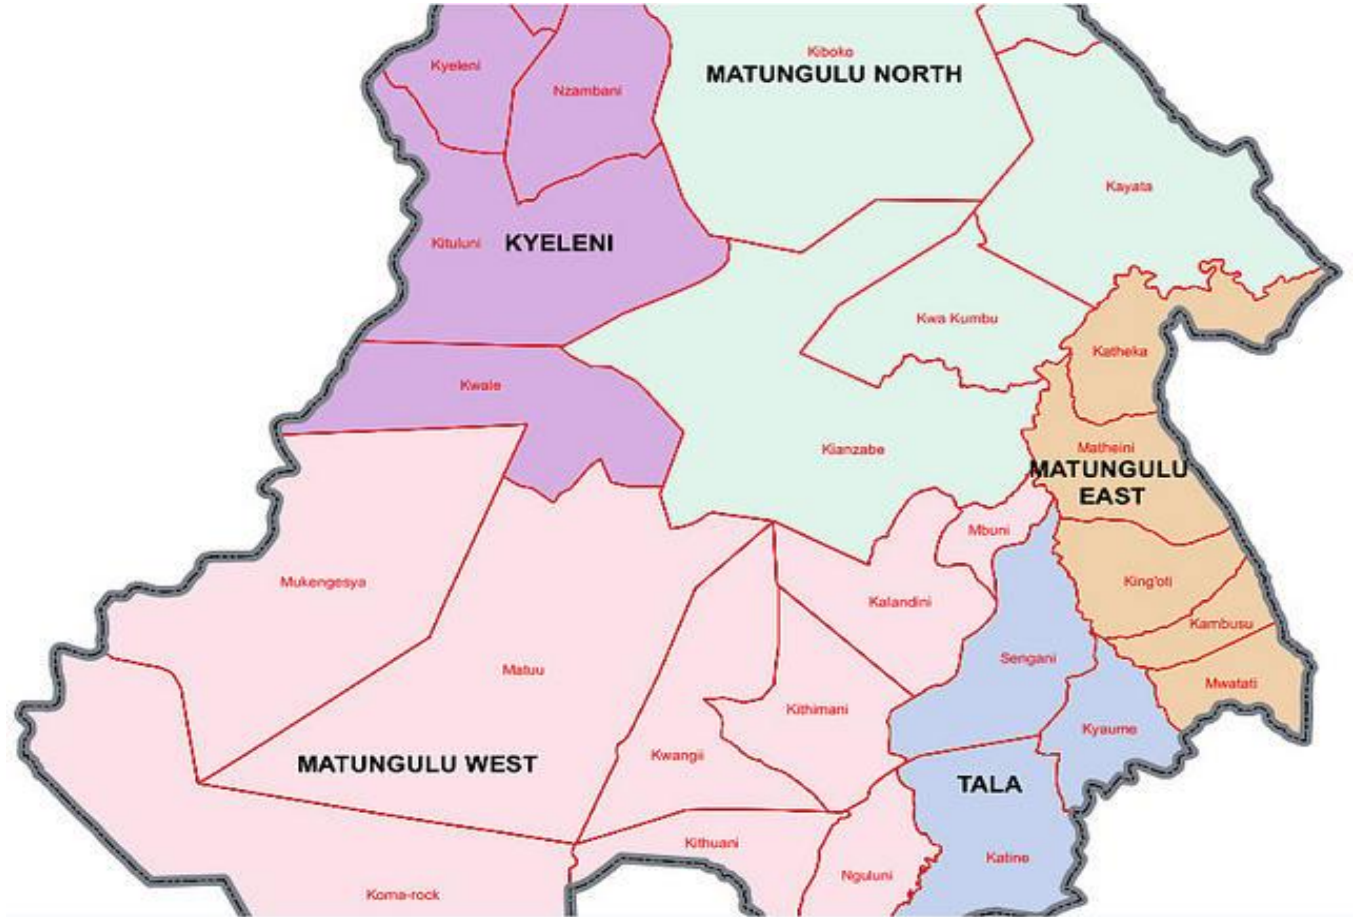 Kiboko
MATUNGULU NORTH
Kyeleni
Nzambani
Kayata
Kituluni
KYELENI
Kwa Kumbu
Katheka
Kwale
Kianzabe
Matheini
MATUNGULU
EAST
Mbuni
Mukengesya
King'oti
Kalandini
Kambusu
Matuu
Sengani
Mwatati
Kithimani
Kyaume
Kwangii
MATUNGULU WEST
TALA
Kithuani
Katine
Nguluni
Koma-rock